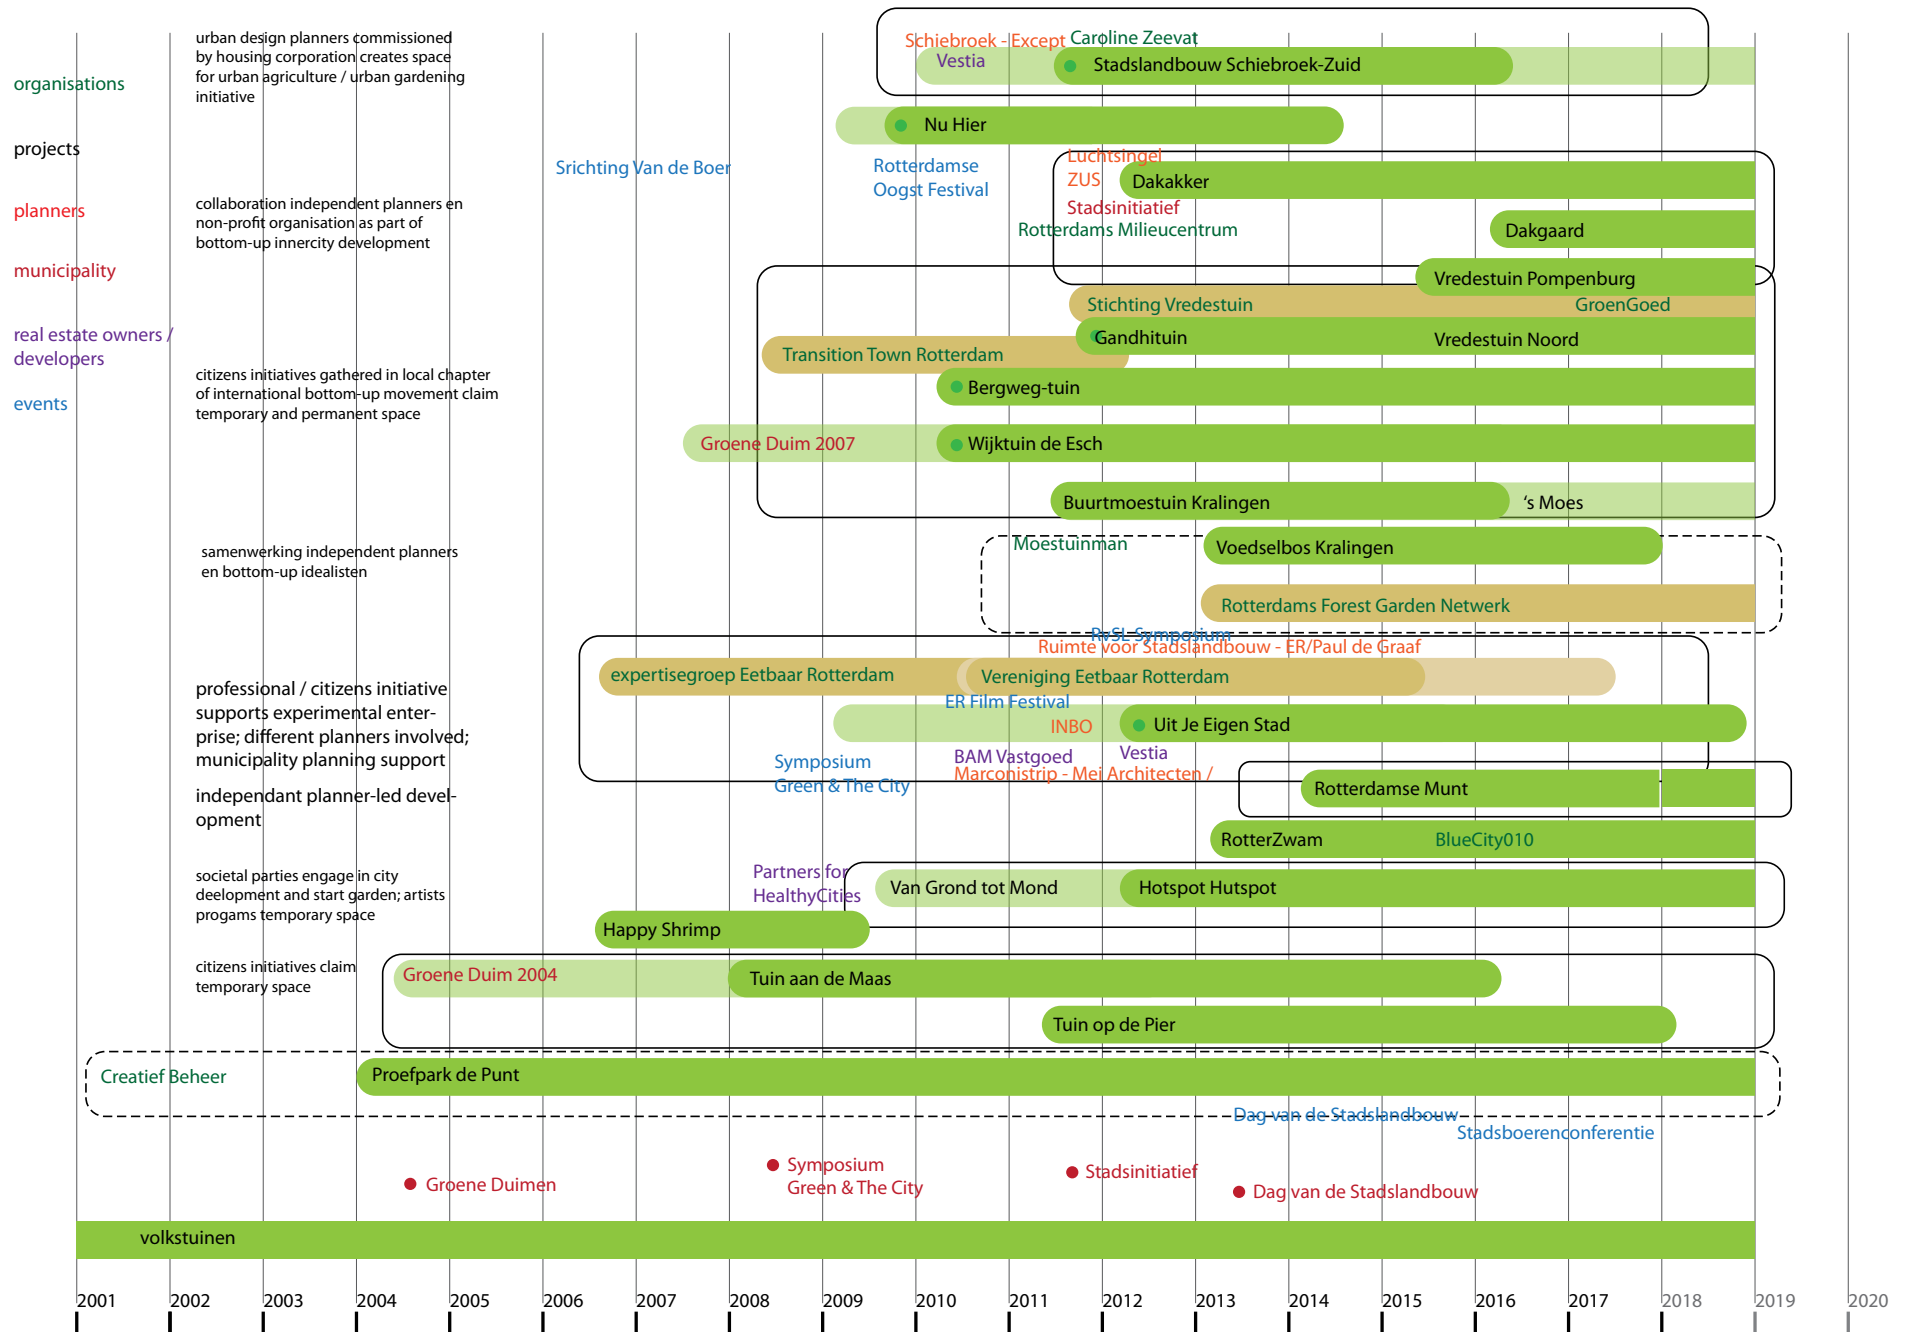 organisations
projects
planners
municipality
real estate owners /
developers
events
urban design planners commissioned
by housing corporation creates space
for urban agriculture / urban gardening
initiative
Schiebroek - Except
Caroline Zeevat
Vestia
Stadslandbouw Schiebroek-Zuid
Nu Hier
Srichting Van de Boer
Rotterdamse
Oogst Festival
Luchtsingel
ZUS
Dakakker
collaboration independent planners en
non-profit organisation as part of
bottom-up innercity development
Stadsinitiatief
Rotterdams Milieucentrum
Dakgaard
Vredestuin Pompenburg
Stichting Vredestuin
GroenGoed
Gandhituin
Vredestuin Noord
Transition Town Rotterdam
citizens initiatives gathered in local chapter
of international bottom-up movement claim
temporary and permanent space
Bergweg-tuin
Groene Duim 2007
Wijktuin de Esch
Buurtmoestuin Kralingen
‘s Moes
samenwerking independent planners
en bottom-up idealisten
Moestuinman
Voedselbos Kralingen
Rotterdams Forest Garden Netwerk
RvSL Symposium
Ruimte voor Stadslandbouw - ER/Paul de Graaf
expertisegroep Eetbaar Rotterdam
Vereniging Eetbaar Rotterdam
professional / citizens initiative
supports experimental enter-
prise; different planners involved;
municipality planning support
ER Film Festival
INBO
Uit Je Eigen Stad
Symposium
Green & The City
BAM Vastgoed
Vestia
Marconistrip - Mei Architecten /
independant planner-led devel-
opment
Rotterdamse Munt
RotterZwam
BlueCity010
societal parties engage in city
deelopment and start garden; artists
progams temporary space
Partners for
HealthyCities
Van Grond tot Mond
Hotspot Hutspot
Happy Shrimp
citizens initiatives claim
temporary space
Groene Duim 2004
Tuin aan de Maas
Tuin op de Pier
Creatief Beheer
Proefpark de Punt
Dag van de Stadslandbouw
Stadsboerenconferentie
Groene Duimen
Symposium
Green & The City
Stadsinitiatief
Dag van de Stadslandbouw
volkstuinen
2001 2002 2003 2004 2005 2006 2007 2008 2009 2010 2011 2012 2013 2014 2015 2016 2017 2018 2019 2020